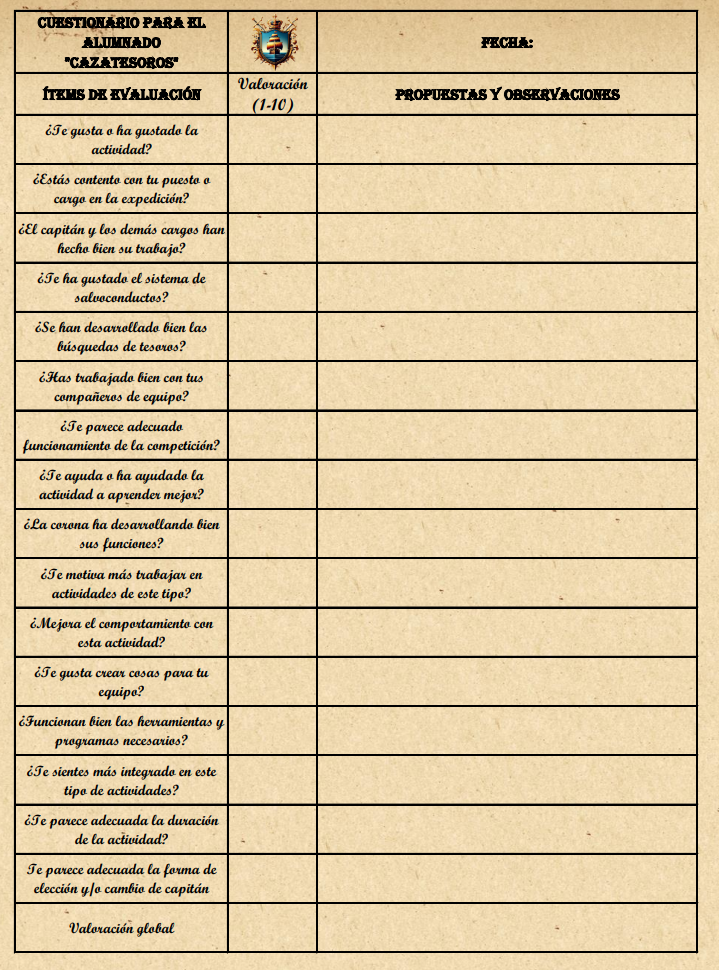 CUESTIONARIO PARA EL
ALUMNADO
"CAZATESOROS"
FECHA:
ÍTEMS DE EVALUACIÓN
Valoración
(1-10)
PROPUESTAS Y OBSERVACIONES
¿Te gusta o ha gustado la
actividad?
¿Estás contento con tu puesto o
cargo en la expedición?
¿El capitán y los demás cargos han
hecho bien su trabajo?
¿Te ha gustado el sistema de
salvoconductos?
¿Se han desarrollado bien las
búsquedas de tesoros?
¿Has trabajado bien con tus
compañeros de equipo?
¿Te parece adecuado
funcionamiento de la competición?
¿Te ayuda o ha ayudado la
actividad a aprender mejor?
¿La corona ha desarrollando bien
sus funciones?
¿Te motiva más trabajar en
actividades de este tipo?
¿Mejora el comportamiento con
esta actividad?
¿Te gusta crear cosas para tu
equipo?
¿Funcionan bien las herramientas y
programas necesarios?
¿Te sientes más integrado en este
tipo de actividades?
¿Te parece adecuada la duración
de la actividad?
Te parece adecuada la forma de
elección y/o cambio de capitán
Valoración global